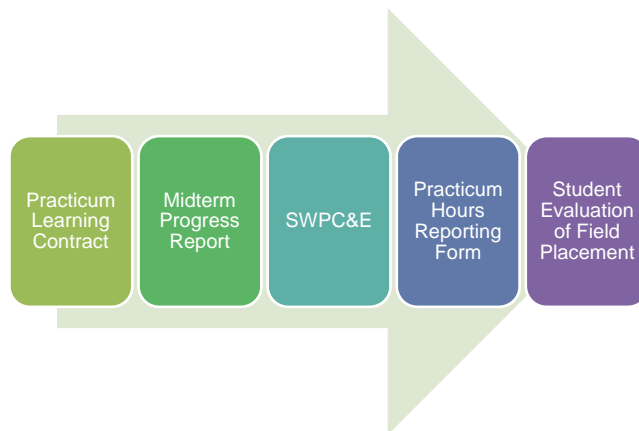 Practicum
Learning
Contract
Midterm
Progress
Report
SWPC&E
Practicum
Hours
Reporting
Form
Student
Evaluation
of Field
Placement